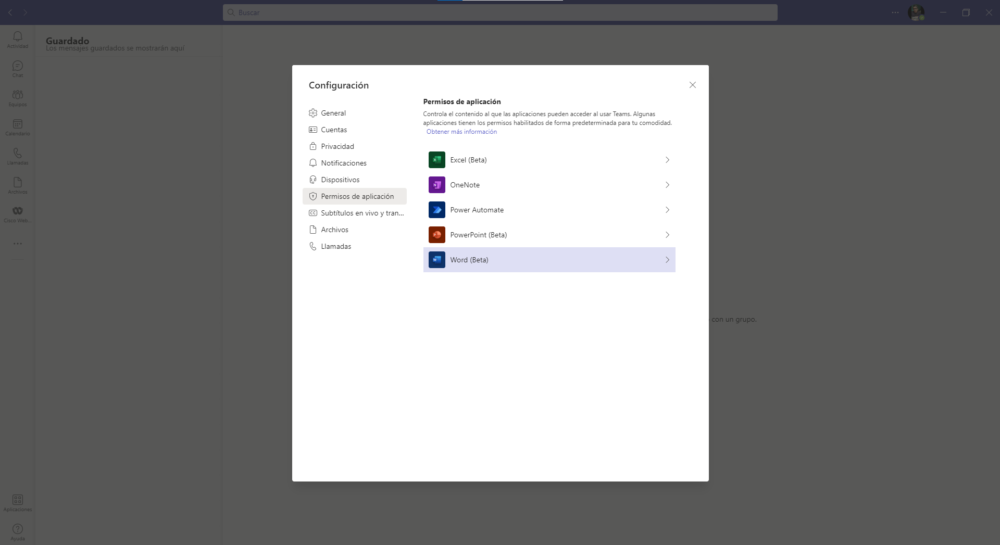 Buscar
Actividad
Chat
Equipos
Calendario
Llamadas
Archivos
Cisco Web...
Aplicaciones
Ayuda
Guardado
Los mensajes guardados se mostrarán aquí
con un grupo.
Configuración
General
Cuentas
Privacidad
Notificaciones
Dispositivos
Permisos de aplicación
Subtítulos en vivo y tran...
Archivos
Llamadas
Permisos de aplicación
Controla el contenido al que las aplicaciones pueden acceder al usar Teams. Algunas
aplicaciones tienen los permisos habilitados de forma predeterminada para tu comodidad.
Obtener más información
Excel (Beta)
OneNote
Power Automate
PowerPoint (Beta)
Word (Beta)